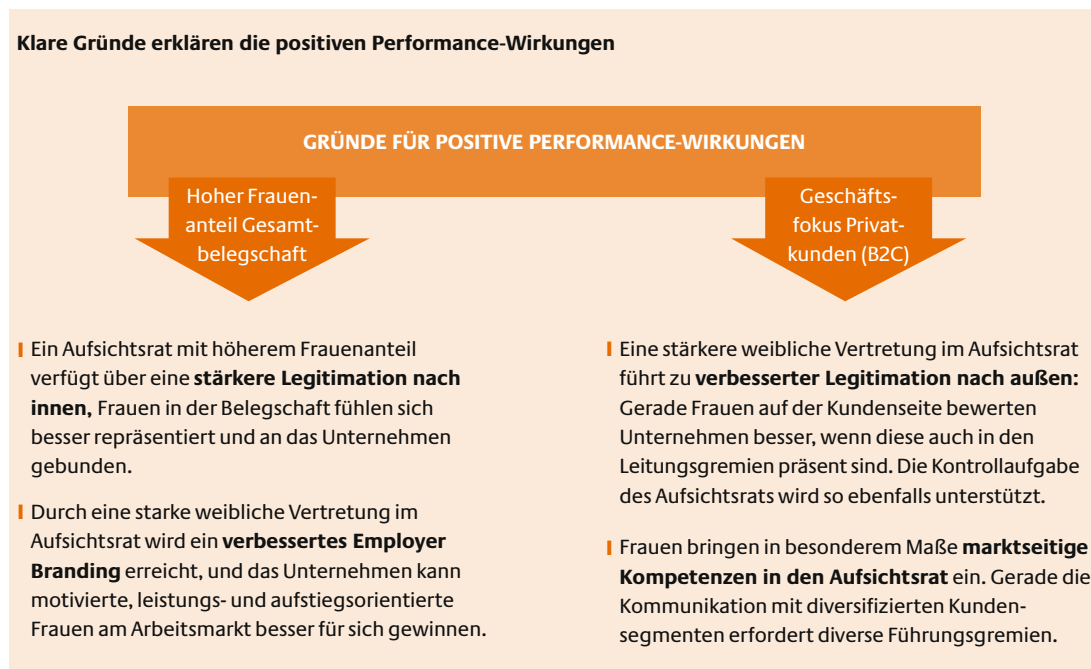 Klare Gründe erklären die positiven Performance-Wirkungen
GRÜNDE FÜR POSITIVE PERFORMANCE-WIRKUNGEN
Hoher Frauen-
anteil Gesamt-
belegschaft
Geschäfts-
fokus Privat-
kunden (B2C)
Ein Aufsichtsrat mit höherem Frauenanteil
verfügt über eine stärkere Legitimation nach
innen, Frauen in der Belegschaft fühlen sich
besser repräsentiert und an das Unternehmen
gebunden.
Durch eine starke weibliche Vertretung im
Aufsichtsrat wird ein verbessertes Employer
Branding erreicht, und das Unternehmen kann
motivierte, leistungs- und aufstiegsorientierte
Frauen am Arbeitsmarkt besser für sich gewinnen.
Eine stärkere weibliche Vertretung im Aufsichtsrat
führt zu verbesserter Legitimation nach außen:
Gerade Frauen auf der Kundenseite bewerten
Unternehmen besser, wenn diese auch in den
Leitungsgremien präsent sind. Die Kontrollaufgabe
des Aufsichtsrats wird so ebenfalls unterstützt.
Frauen bringen in besonderem Maße marktseitige
Kompetenzen in den Aufsichtsrat ein. Gerade die
Kommunikation mit diversifizierten Kunden-
segmenten erfordert diverse Führungsgremien.